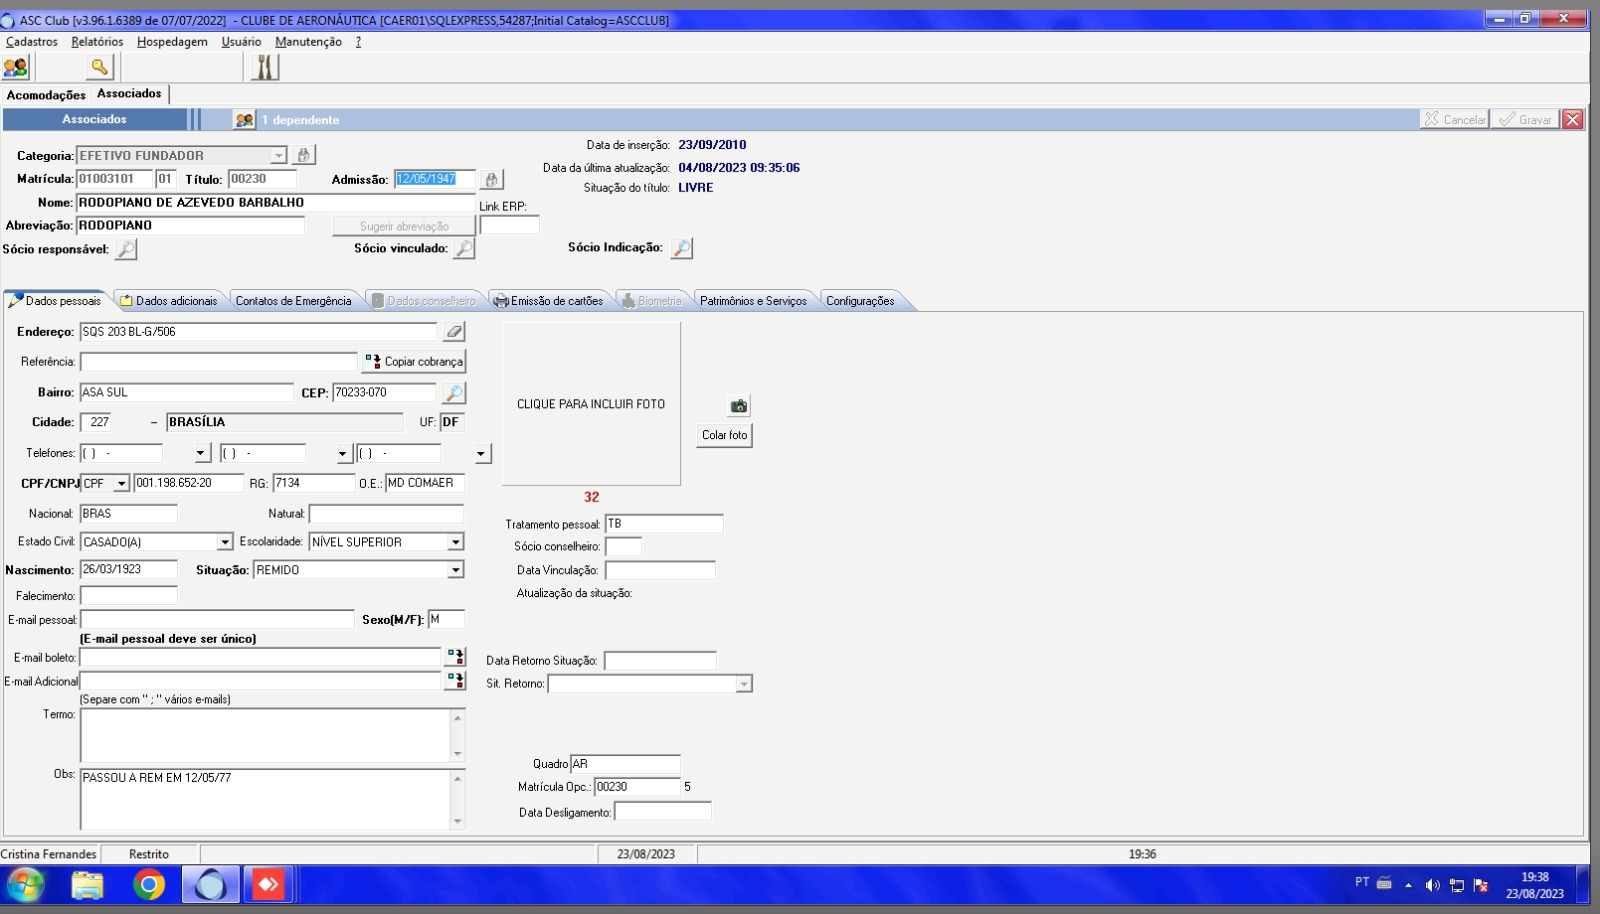 ASC Club [v3.96.1.6389 de 07/07/2022] - CLUBE DE AERONÁUTICA [CAER01\SQLEXPRESS,54287;Initial Catalog=ASCCLUB]
Cadastros Relatórios Hospedagem Usuário Manutenção ?
Acomodações Associados
Associados 1 dependente Cancelar Gravar
Data de inserção: 23/09/2010
Categoria: EFETIVO FUNDADOR
Data da última atualização: 04/08/2023 09:35:06
Matrícula: 01003101 01 Título: 00230 Admissão: 12/05/1947
Situação do título: LIVRE
Nome: RODOPIANO DE AZEVEDO BARBALHO
Link ERP:
Abreviação: RODOPIANO Sugerir abreviação
Sócio responsável: Sócio vinculado: Sócio Indicação:
Dados pessoais Dados adicionais Contatos de Emergência Dados conselheiro Emissão de cartões Biometria Patrimônios e Serviços Configurações
Endereço: SQS 203 BL-G/506
Referência: Copiar cobrança
Bairro: ASA SUL CEP: 70233-070
CLIQUE PARA INCLUIR FOTO
Cidade: 227 - BRASÍLIA UF: DF
Colar foto
Telefones: ( ) - ( ) - ( ) -
CPF/CNPJ CPF 001.198.652-20 RG: 7134 O.E.: MD COMAER
32
Nacional: BRAS Natural:
Tratamento pessoal: TB
Estado Civil: CASADO(A) Escolaridade: NÍVEL SUPERIOR
Sócio conselheiro:
Nascimento: 26/03/1923 Situação: REMIDO
Data Vinculação:
Falecimento:
Atualização da situação:
E-mail pessoal: Sexo(M/F): M
(E-mail pessoal deve ser único)
E-mail boleto:
Data Retorno Situação:
E-mail Adicional
Sit. Retorno:
(Separe com " ; " vários e-mails)
Termo:
Quadro AR
Obs: PASSOU A REM EM 12/05/77
Matrícula Opc.: 00230 5
Data Desligamento:
Cristina Fernandes Restrito 23/08/2023 19:36
PT 19:38
23/08/2023